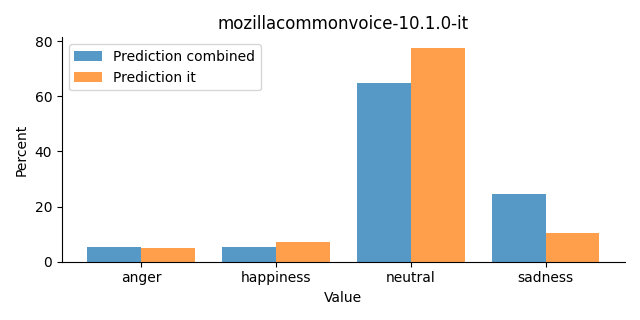 mozillacommonvoice-10.1.0-it
Prediction combined
Prediction it
Percent
80
60
40
20
0
anger happiness neutral sadness
Value